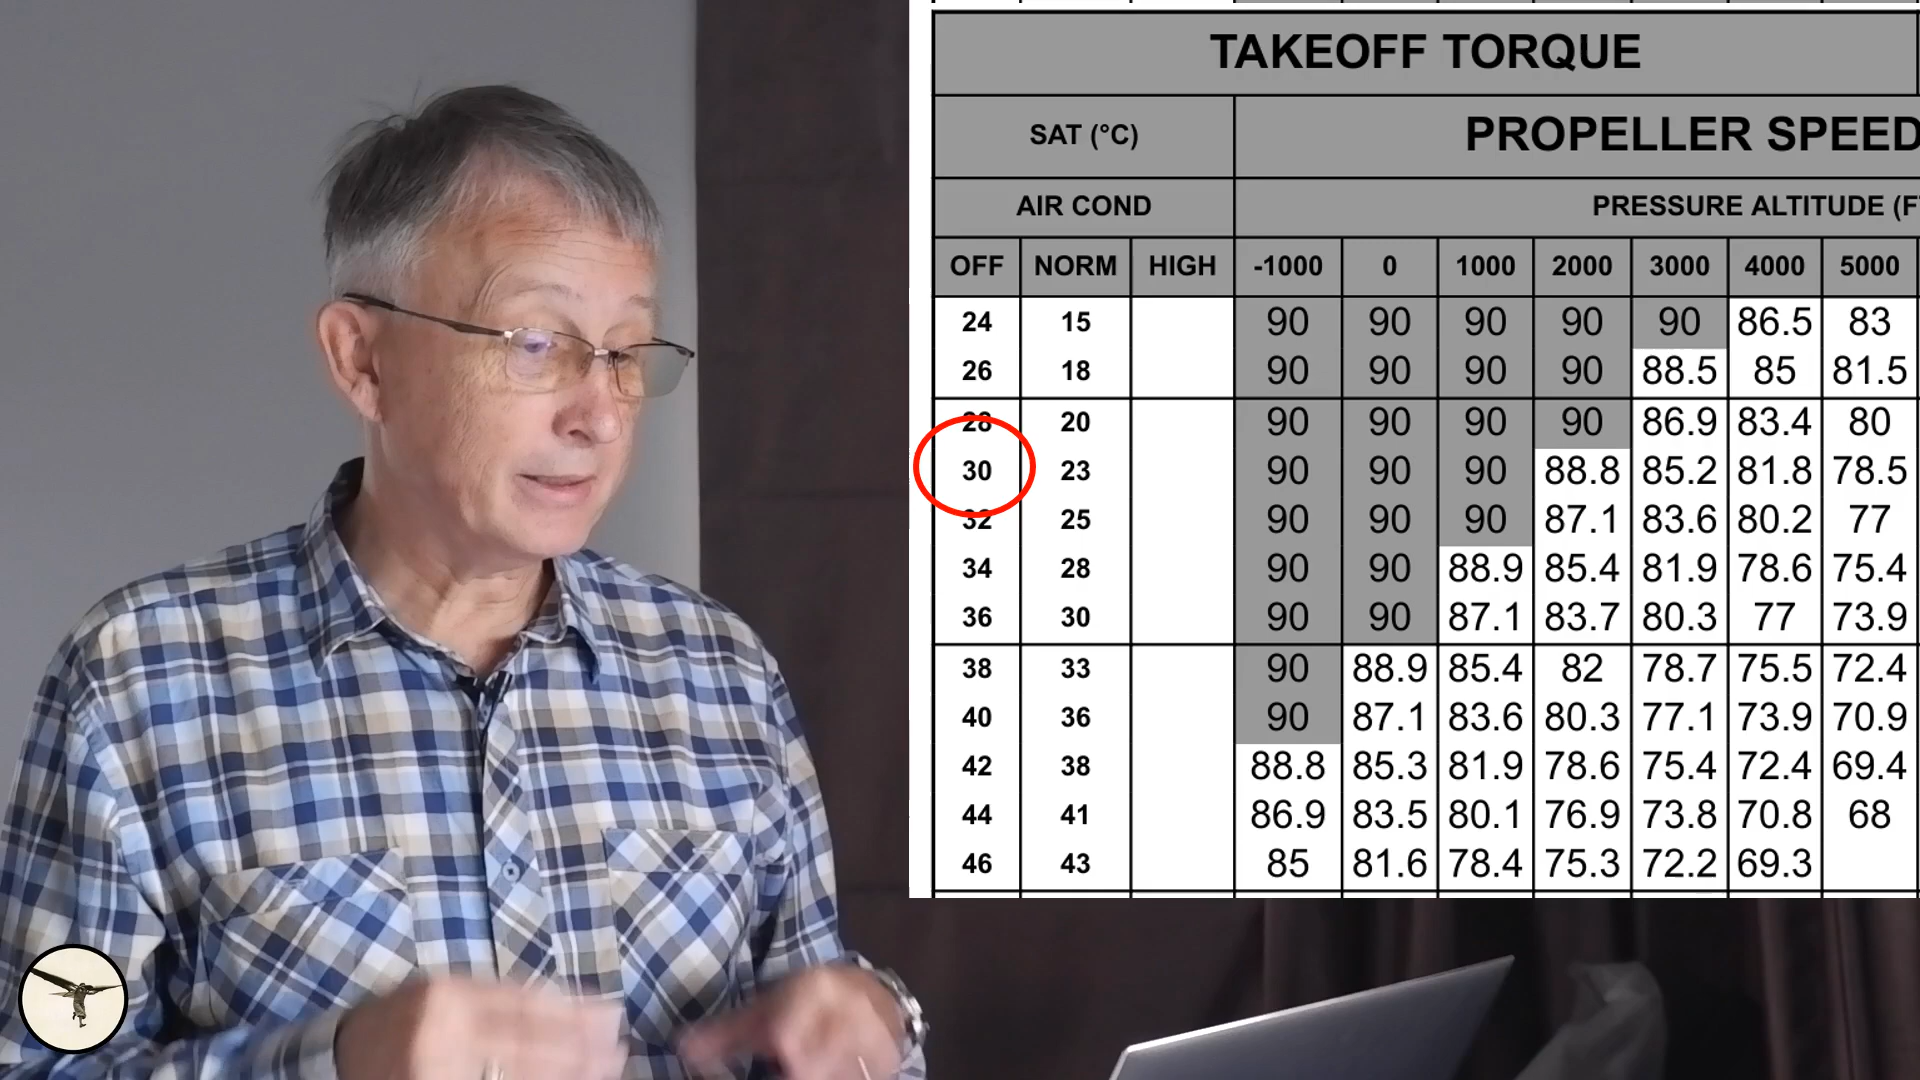 TAKEOFF TORQUE
SAT (°C) PROPELLER SPEED
AIR COND PRESSURE ALTITUDE (F
OFF NORM HIGH -1000 0 1000 2000 3000 4000 5000
24 15 90 90 90 90 90 86.5 83
26 18 90 90 90 90 88.5 85 81.5
28 20 90 90 90 90 86.9 83.4 80
30 23 90 90 90 88.8 85.2 81.8 78.5
32 25 90 90 90 87.1 83.6 80.2 77
34 28 90 90 88.9 85.4 81.9 78.6 75.4
36 30 90 90 87.1 83.7 80.3 77 73.9
38 33 90 88.9 85.4 82 78.7 75.5 72.4
40 36 90 87.1 83.6 80.3 77.1 73.9 70.9
42 38 88.8 85.3 81.9 78.6 75.4 72.4 69.4
44 41 86.9 83.5 80.1 76.9 73.8 70.8 68
46 43 85 81.6 78.4 75.3 72.2 69.3